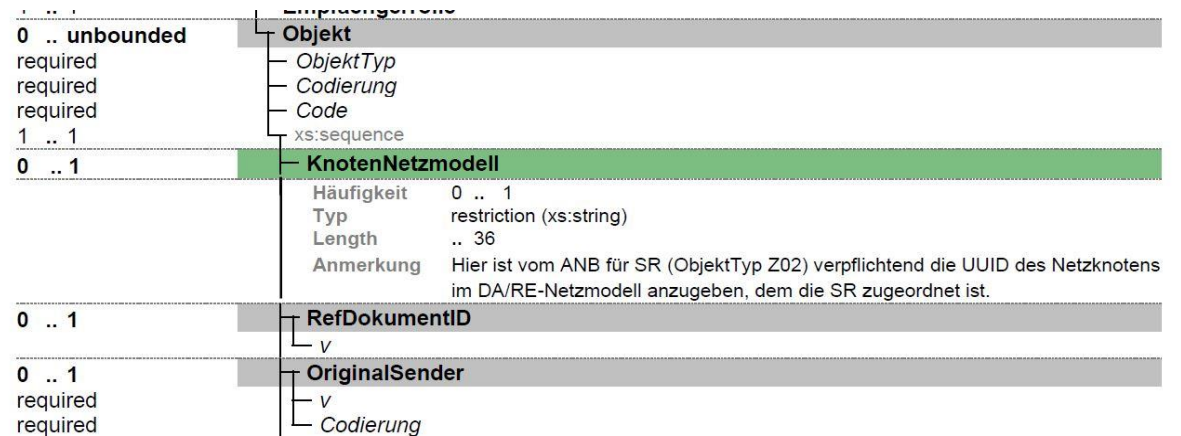 0 .. unbounded Objekt
required ObjektTyp
required Codierung
required Code
1 .. 1 xs:sequence
0 .. 1 KnotenNetzmodell
Häufigkeit 0 .. 1
Typ restriction (xs:string)
Length .. 36
Anmerkung Hier ist vom ANB für SR (ObjektTyp Z02) verpflichtend die UUID des Netzknotens
im DA/RE-Netzmodell anzugeben, dem die SR zugeordnet ist.
0 .. 1 RefDokumentID
v
0 .. 1 OriginalSender
required v
required Codierung